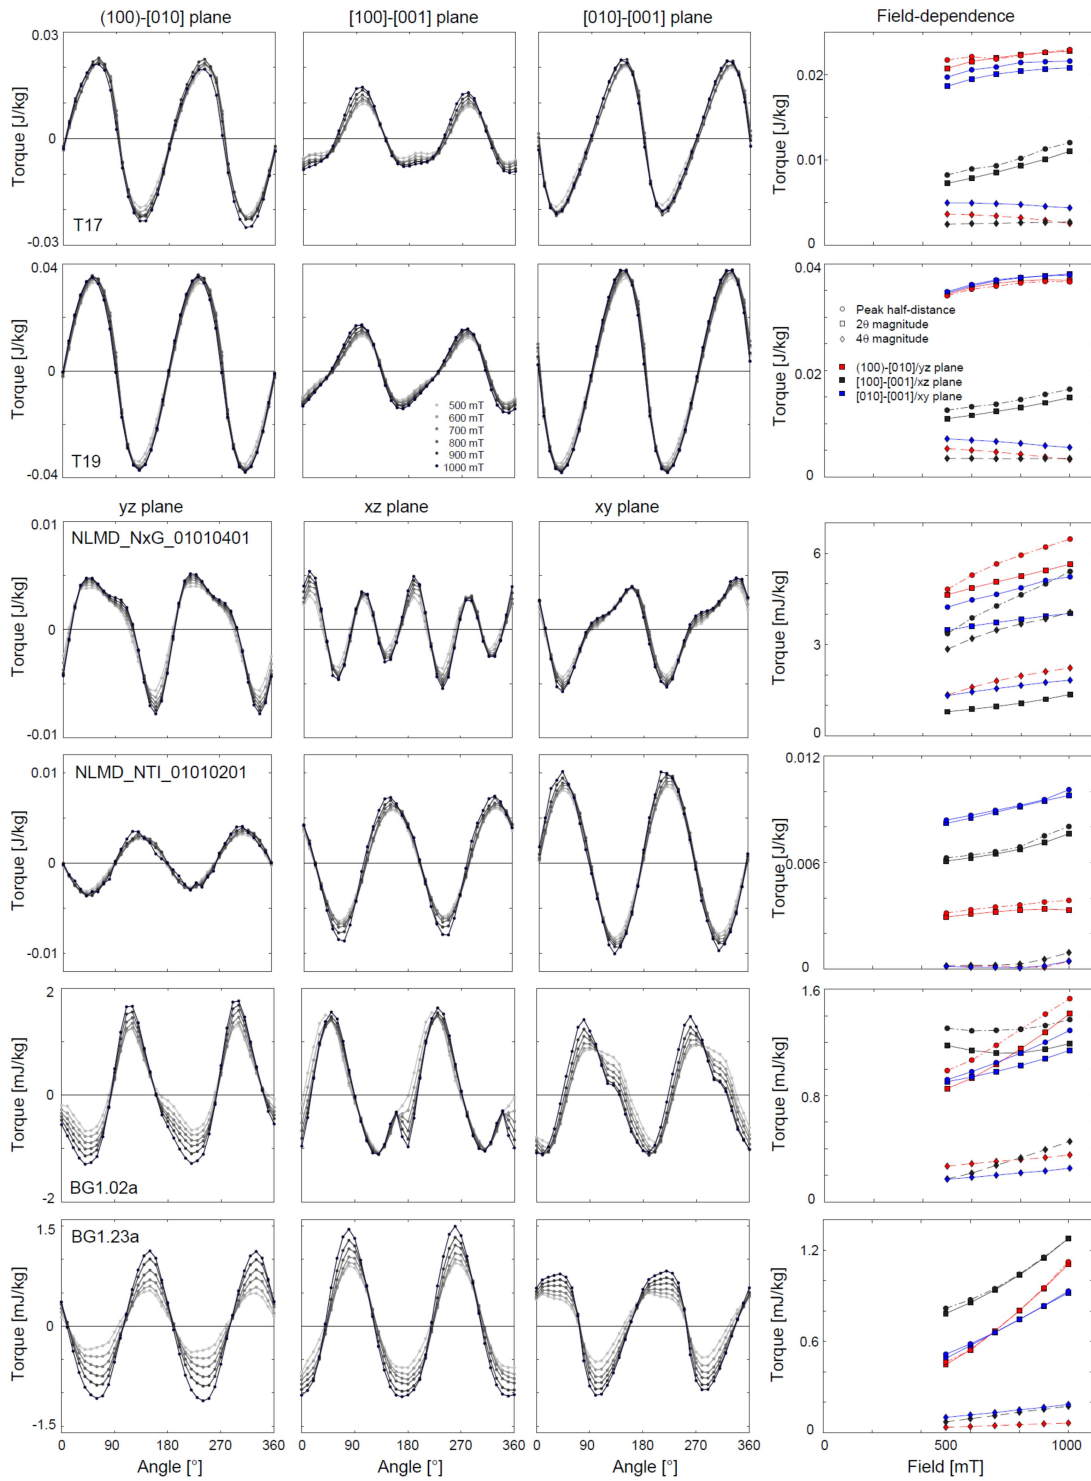 (100)-[010] plane
[100]-[001] plane
[010]-[001] plane
Field-dependence
0.03
0
-0.03
Torque [J/kg]
T17
Torque [J/kg]
0.02
0.01
0
0.04
0
-0.04
Torque [J/kg]
T19
500 mT
600 mT
700 mT
800 mT
900 mT
1000 mT
Torque [J/kg]
0.04
0.02
0
Peak half-distance
2θ magnitude
4θ magnitude
(100)-[010]/yz plane
[100]-[001]/xz plane
[010]-[001]/xy plane
yz plane
xz plane
xy plane
0.01
0
-0.01
Torque [J/kg]
NLMD_NxG_01010401
Torque [mJ/kg]
6
3
0
0.01
0
-0.01
Torque [J/kg]
NLMD_NTI_01010201
Torque [J/kg]
0.012
0.006
0
2
0
-2
Torque [mJ/kg]
BG1.02a
Torque [mJ/kg]
1.6
0.8
0
1.5
0
-1.5
Torque [mJ/kg]
BG1.23a
Torque [mJ/kg]
1.2
0.6
0
0 90 180 270 360
0 90 180 270 360
0 90 180 270 360
0 500 1000
Angle [°]
Angle [°]
Angle [°]
Field [mT]